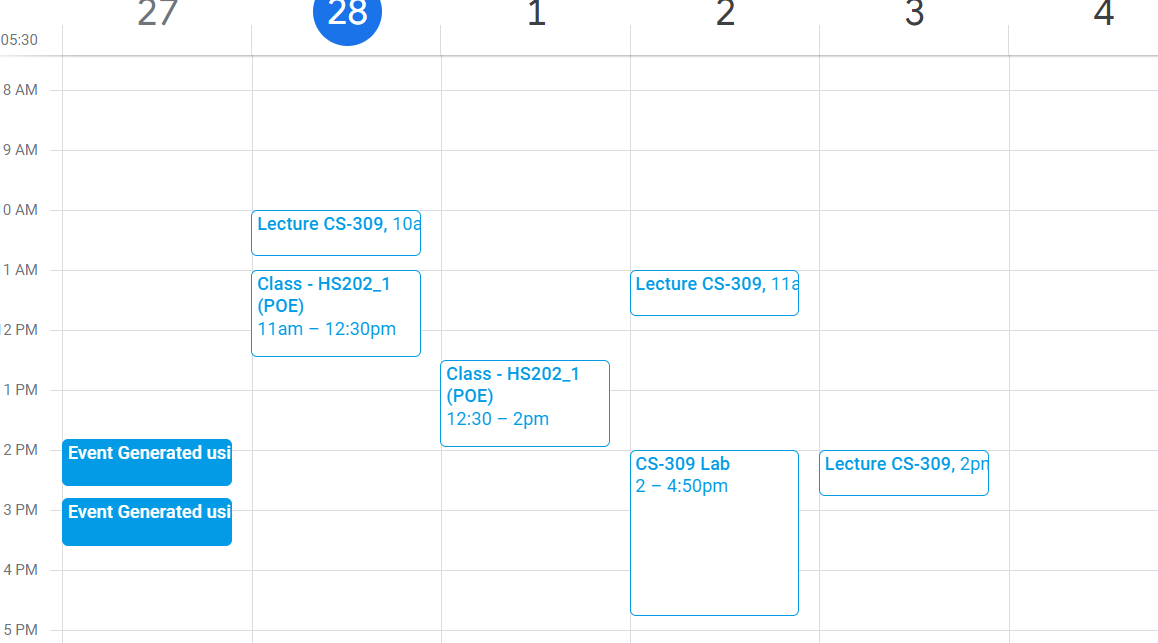 27 28 1 2 3 4
05:30
8 AM
9 AM
0 AM
Lecture CS-309, 10a
1 AM
Class - HS202_1
(POE)
11am – 12:30pm
Lecture CS-309, 11a
2 PM
Class - HS202_1
(POE)
12:30 – 2pm
1 PM
2 PM
Event Generated usi
CS-309 Lab
2 – 4:50pm
Lecture CS-309, 2pm
3 PM
Event Generated usi
4 PM
5 PM